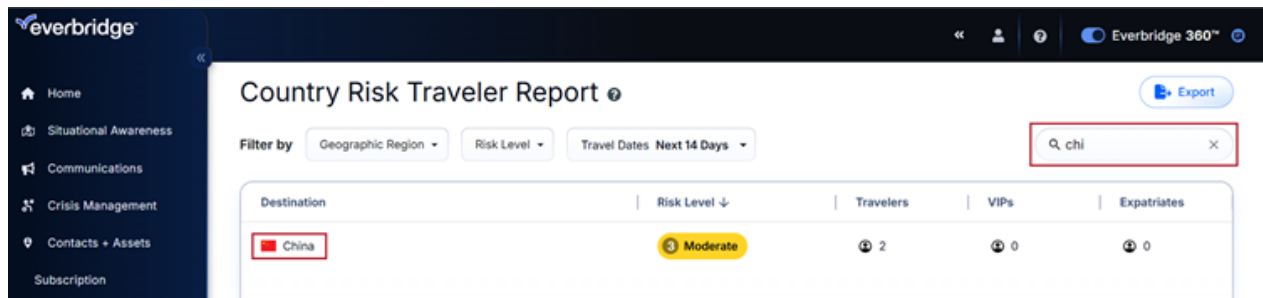 everbridge
«
Home
Situational Awareness
Communications
Crisis Management
Contacts + Assets
Subscription
« ? Everbridge 360™
Country Risk Traveler Report ?
Export
Filter by Geographic Region Risk Level Travel Dates Next 14 Days
chi ×
Destination Risk Level ↓ Travelers VIPs Expatriates
China 3 Moderate 2 0 0